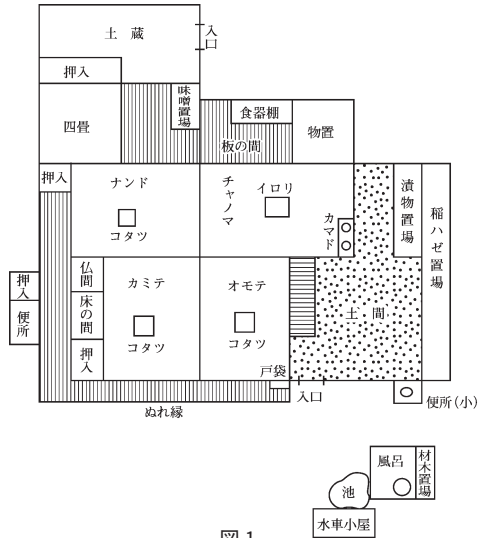 土 蔵
入口
押入
味噌置場
四畳
食器棚
物置
板の間
押入
ナンド
コタツ
チャノマ
イロリ
カマド
漬物置場
稲ハゼ置場
押入
便所
仏間
床の間
押入
カミテ
コタツ
オモテ
コタツ
土 間
戸袋
入口
ぬれ縁
便所(小)
風呂
材木置場
池
水車小屋
図1